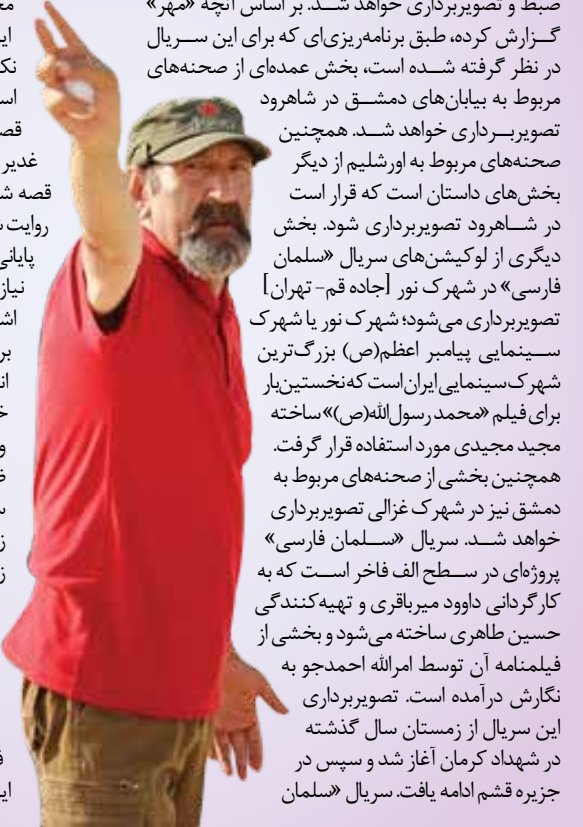 ضبط و تصویربرداری خواهد شد. بر اساس آنچه «مهر»
گزارش کرده، طبق برنامه‌ریزی‌ای که برای این سریال
در نظر گرفته شده است، بخش عمده‌ای از صحنه‌های
مربوط به بیابان‌های دمشق در شاهرود
تصویربرداری خواهد شد. همچنین
صحنه‌های مربوط به اورشلیم از دیگر
بخش‌های داستان است که قرار است
در شاهرود تصویربرداری شود. بخش
دیگری از لوکیشن‌های سریال «سلمان
فارسی» در شهرک نور [جاده قم- تهران]
تصویربرداری می‌شود؛ شهرک نور یا شهرک
سینمایی پیامبر اعظم(ص) بزرگ‌ترین
شهرک سینمایی ایران است که نخستین‌بار
برای فیلم «محمد رسول‌الله(ص)» ساخته
مجید مجیدی مورد استفاده قرار گرفت.
همچنین بخشی از صحنه‌های مربوط به
دمشق نیز در شهرک غزالی تصویربرداری
خواهد شد. سریال «سلمان فارسی»
پروژه‌ای در سطح الف فاخر است که به
کارگردانی داوود میرباقری و تهیه‌کنندگی
حسین طاهری ساخته می‌شود و بخشی از
فیلمنامه آن توسط امرالله احمدجو به
نگارش درآمده است. تصویربرداری
این سریال از زمستان سال گذشته
در شهداد کرمان آغاز شد و سپس در
جزیره قشم ادامه یافت. سریال «سلمان
غدیر
قصه
روایت
پایانی
نیاز